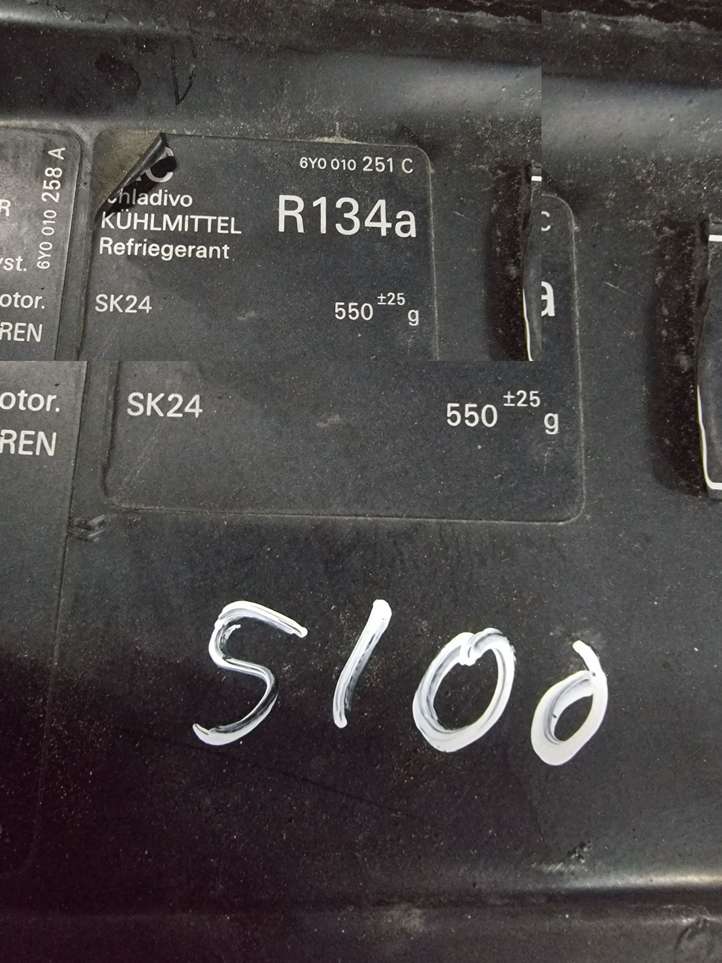 6Y0 010 258 A
R
yst.
otor.
REN
C
6Y0 010 251 C
chladivo
KÜHLMITTEL
R134a
Refriegerant
SK24
550 ±25 g
C
a
otor.
REN
SK24
550 ±25 g
5100